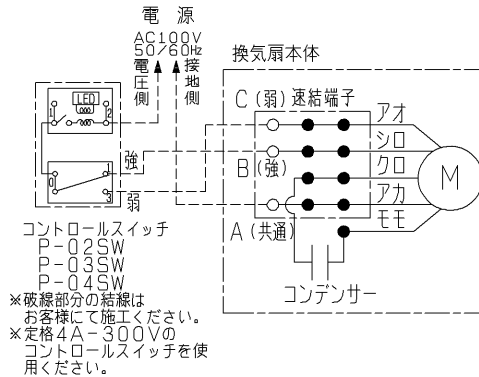 電 源
AC100V
50/60Hz
電圧側
接地側
換気扇本体
LED
1
2
C(弱)
速結端子
アオ
シロ
B(強)
クロ
アカ
A(共通)
モモ
M
強
0
1
3
弱
コンデンサー
コントロールスイッチ
P-02SW
P-03SW
P-04SW
※破線部分の結線は
お客様にて施工ください。
※定格4A-300Vの
コントロールスイッチを使
用ください。